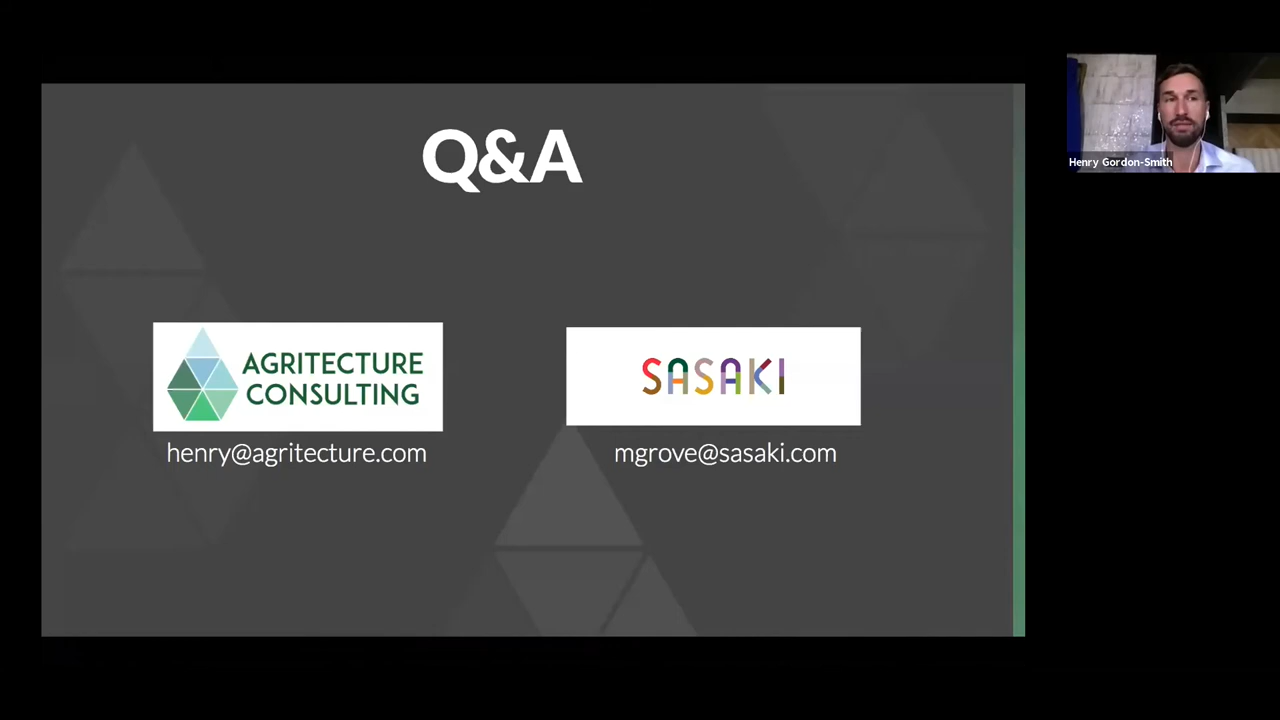 Q&A
AGRITECTURE
CONSULTING
henry@agritecture.com
SASAKI
mgrove@sasaki.com
Henry Gordon-Smith